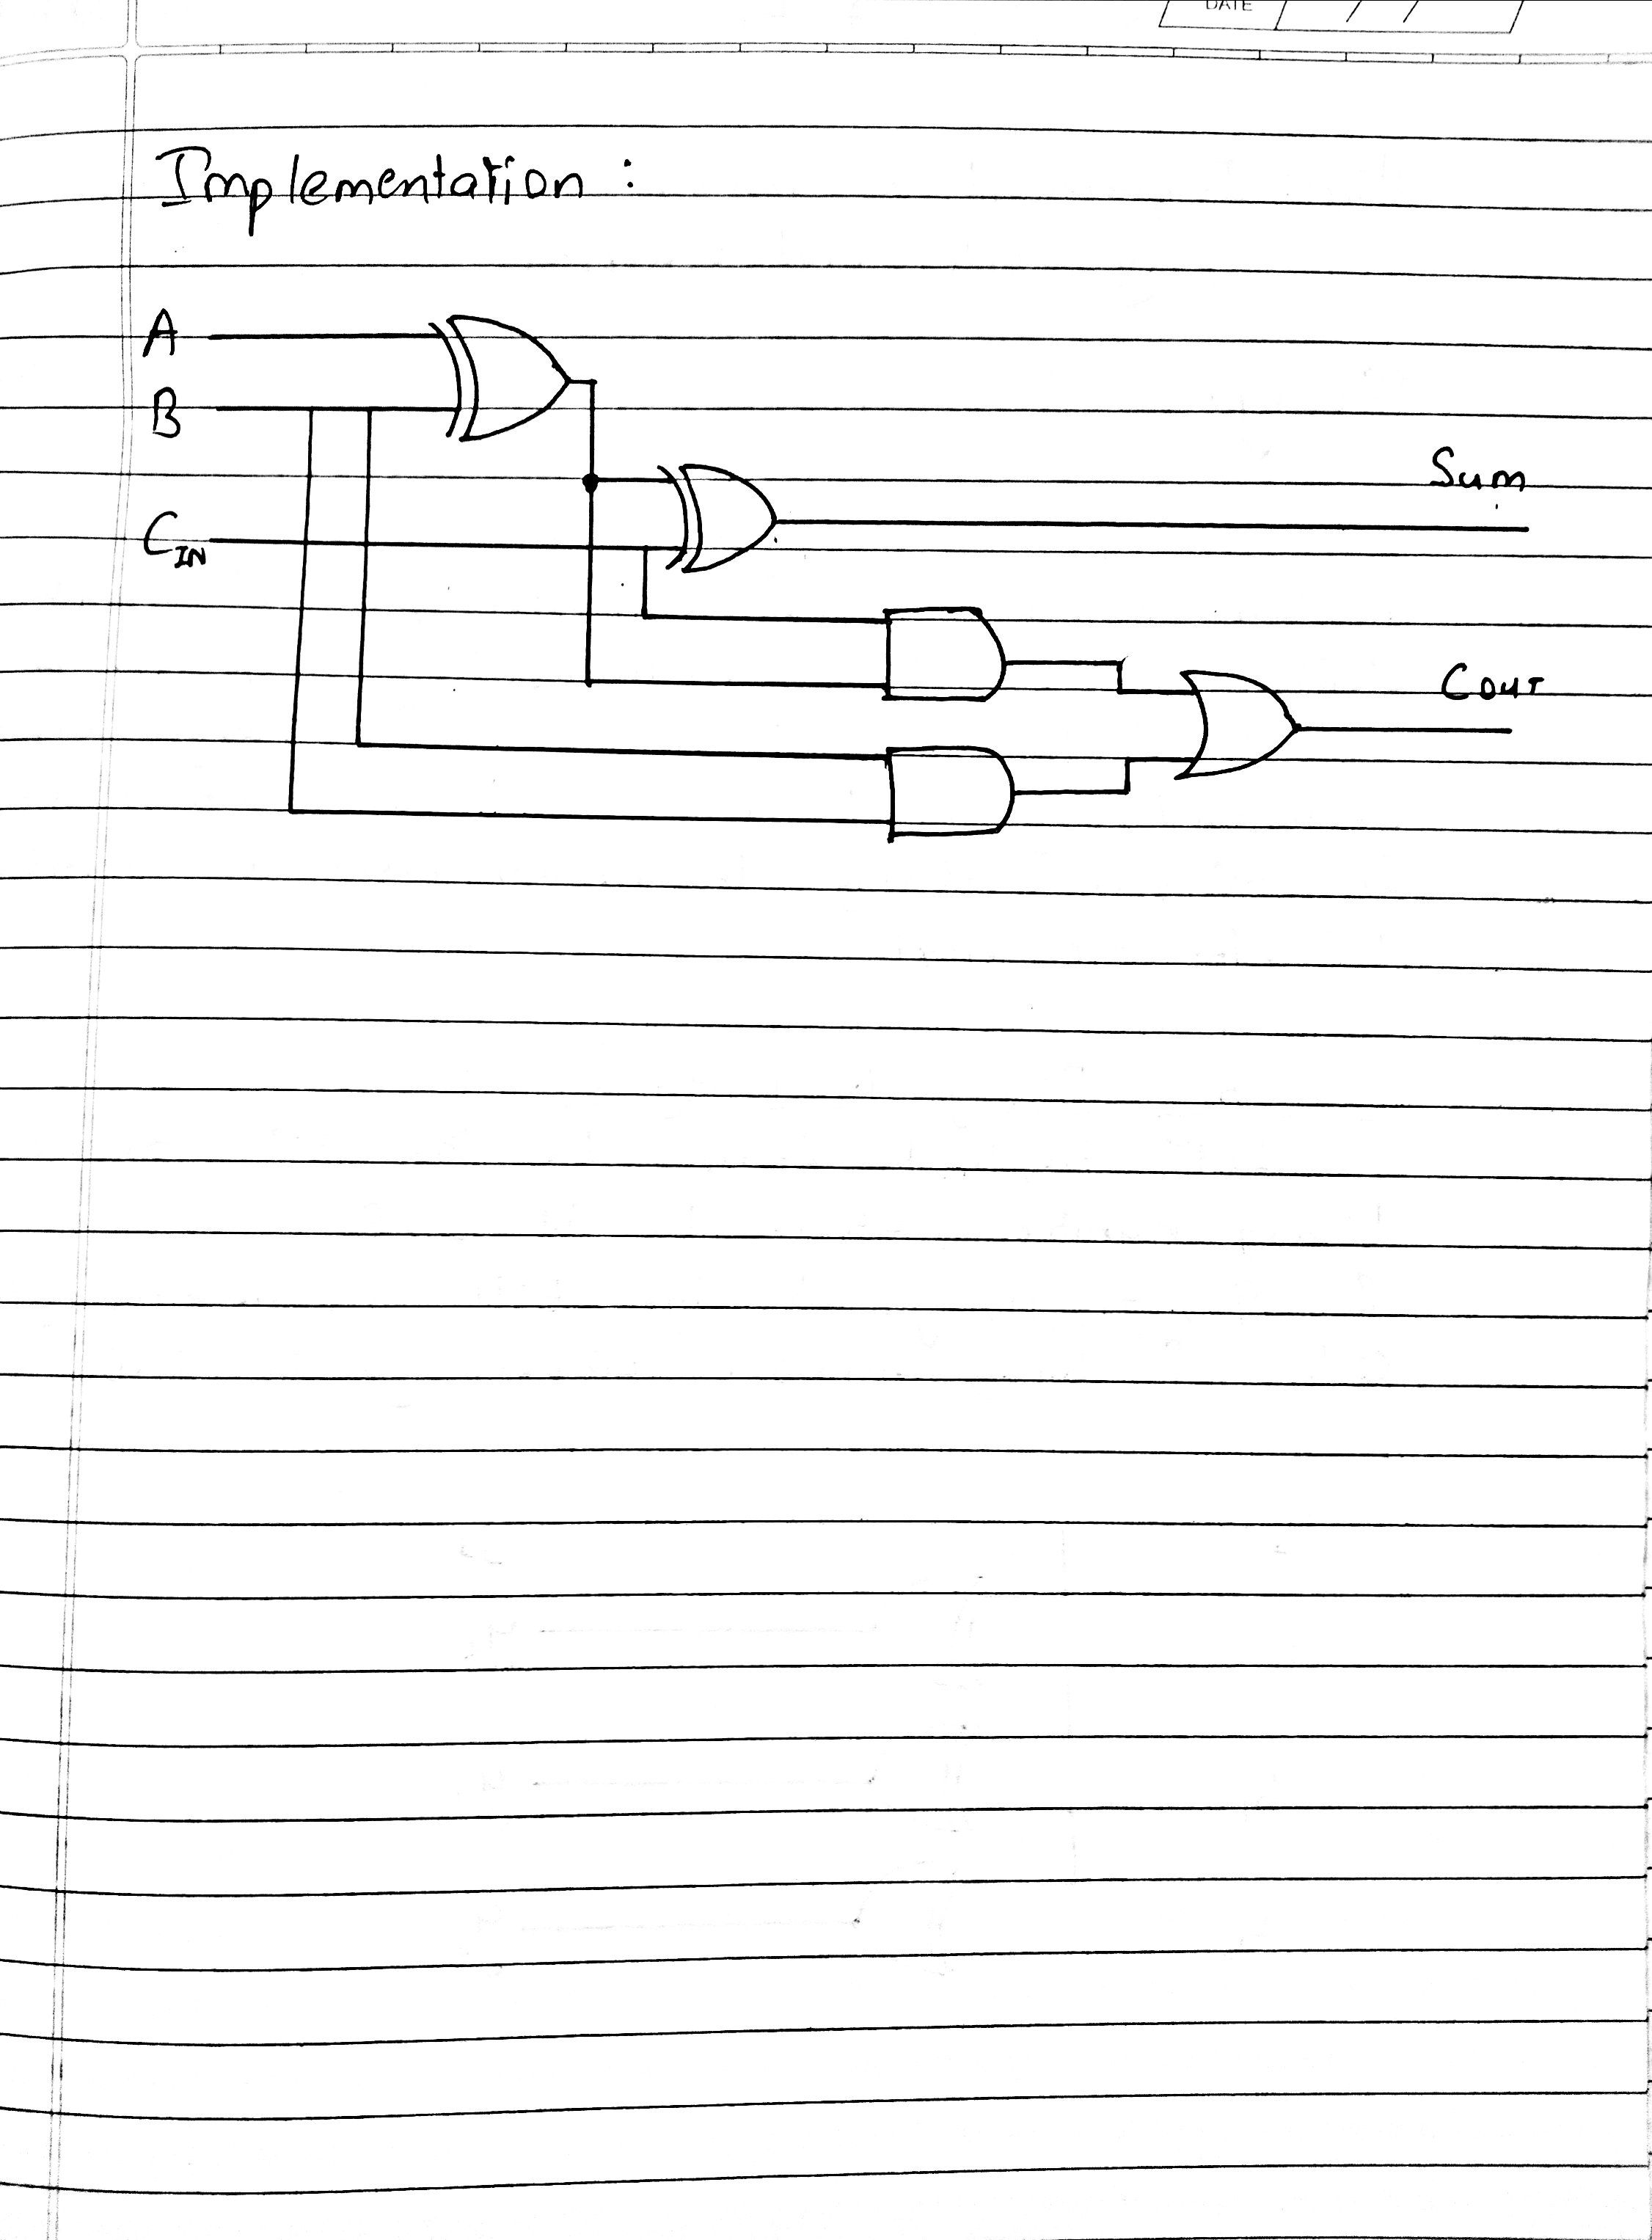 DATE
Implementation :
A
B
Sum
CIN
COUT